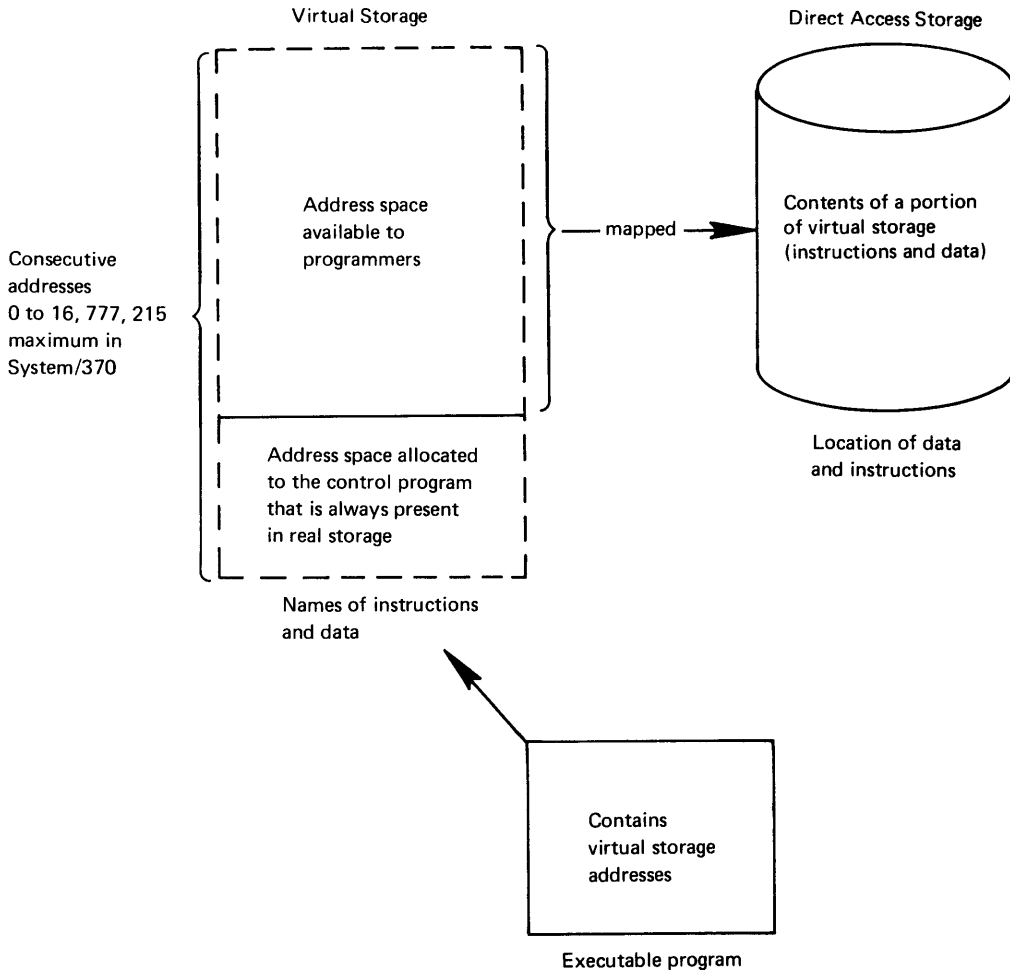 Virtual Storage
Direct Access Storage
Address space
available to
programmers
mapped
Contents of a portion
of virtual storage
(instructions and data)
Consecutive
addresses
0 to 16, 777, 215
maximum in
System/370
Address space allocated
to the control program
that is always present
in real storage
Location of data
and instructions
Names of instructions
and data
Contains
virtual storage
addresses
Executable program